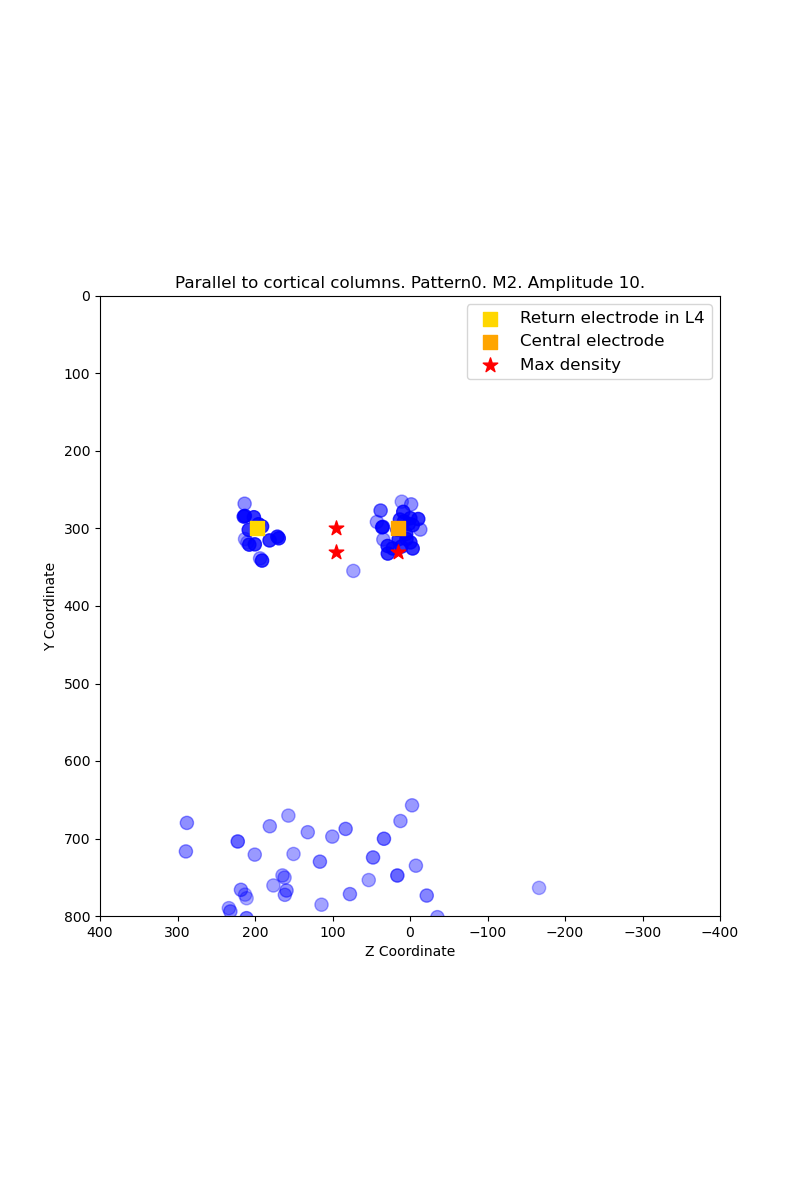 Parallel to cortical columns. Pattern0. M2. Amplitude 10.
Return electrode in L4
Central electrode
Max density
Y Coordinate
0
100
200
300
400
500
600
700
800
400 300 200 100 0 −100 −200 −300 −400
Z Coordinate